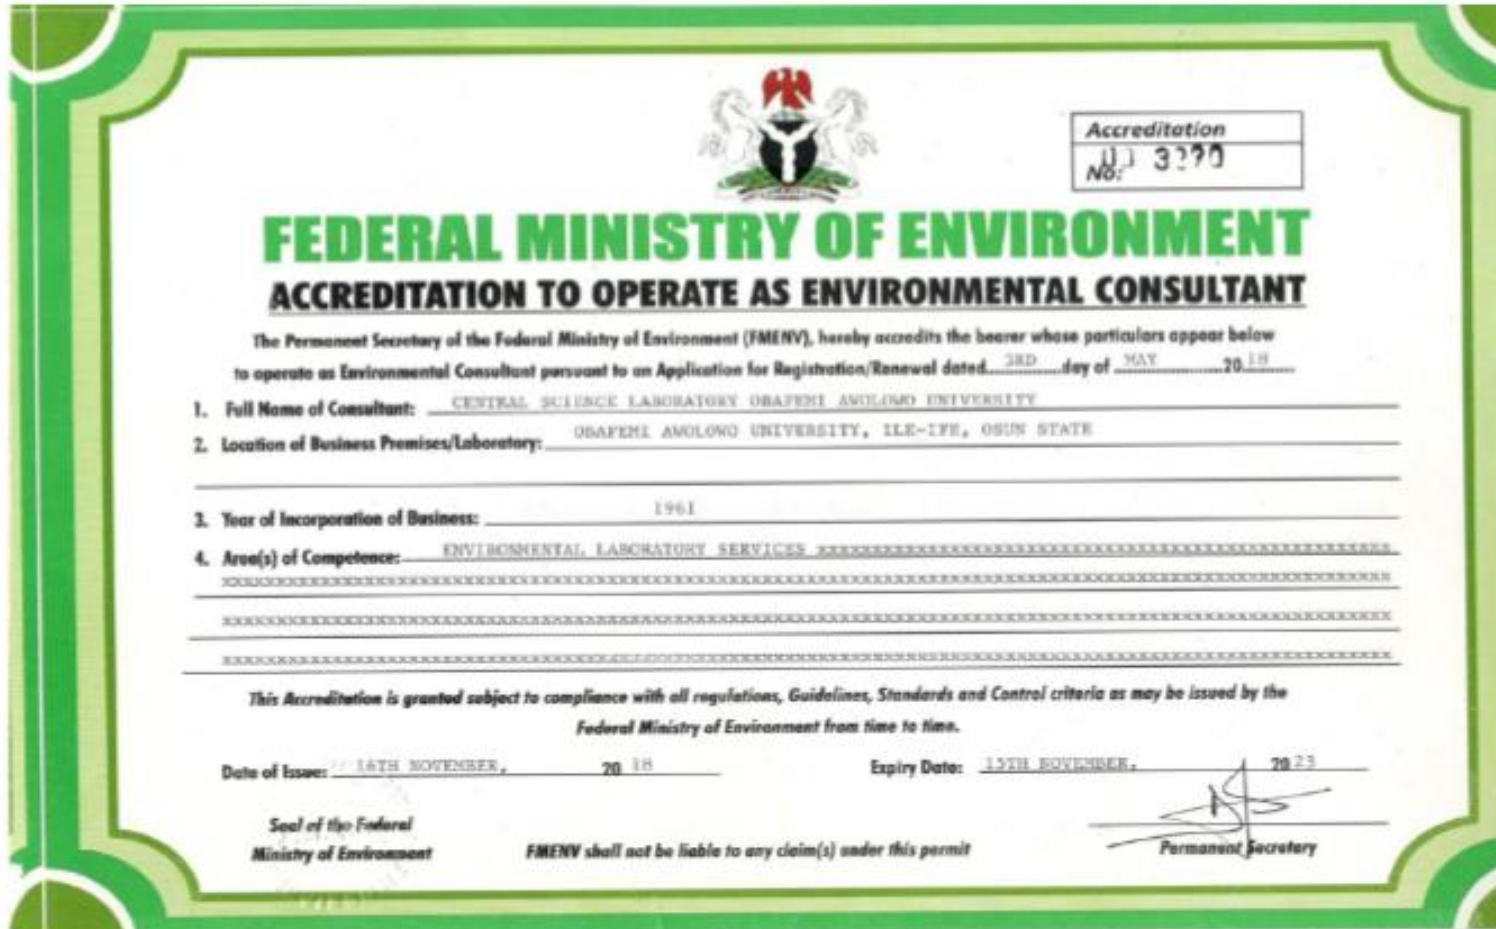 Accreditation
No:
FEDERAL MINISTRY OF ENVIRONMENT
ACCREDITATION TO OPERATE AS ENVIRONMENTAL CONSULTANT
The Permanent Secretary of the Federal Ministry of Environment (FMENV), hereby accredits the bearer whose particulars appear below
to operate as Environmental Consultant pursuant to an Application for Registration/Renewal dated 3RD day of MAY 20 18
1. Full Name of Consultant: CENTRAL SCIENCE LABORATORY OBAFEMI AWOLOWO UNIVERSITY
2. Location of Business Premises/Laboratory: OBAFEMI AWOLOWO UNIVERSITY, ILE-IFE, OSUN STATE
3. Year of Incorporation of Business: 1961
4. Area(s) of Competence: ENVIRONMENTAL LABORATORY SERVICES
This Accreditation is granted subject to compliance with all regulations, Guidelines, Standards and Control criteria as may be issued by the
Federal Ministry of Environment from time to time.
Date of Issue: 16TH NOVEMBER, 20 18 Expiry Date: 15TH NOVEMBER, 20 23
Seal of the Federal
Ministry of Environment
FMENV shall not be liable to any claim(s) under this permit
Permanent Secretary